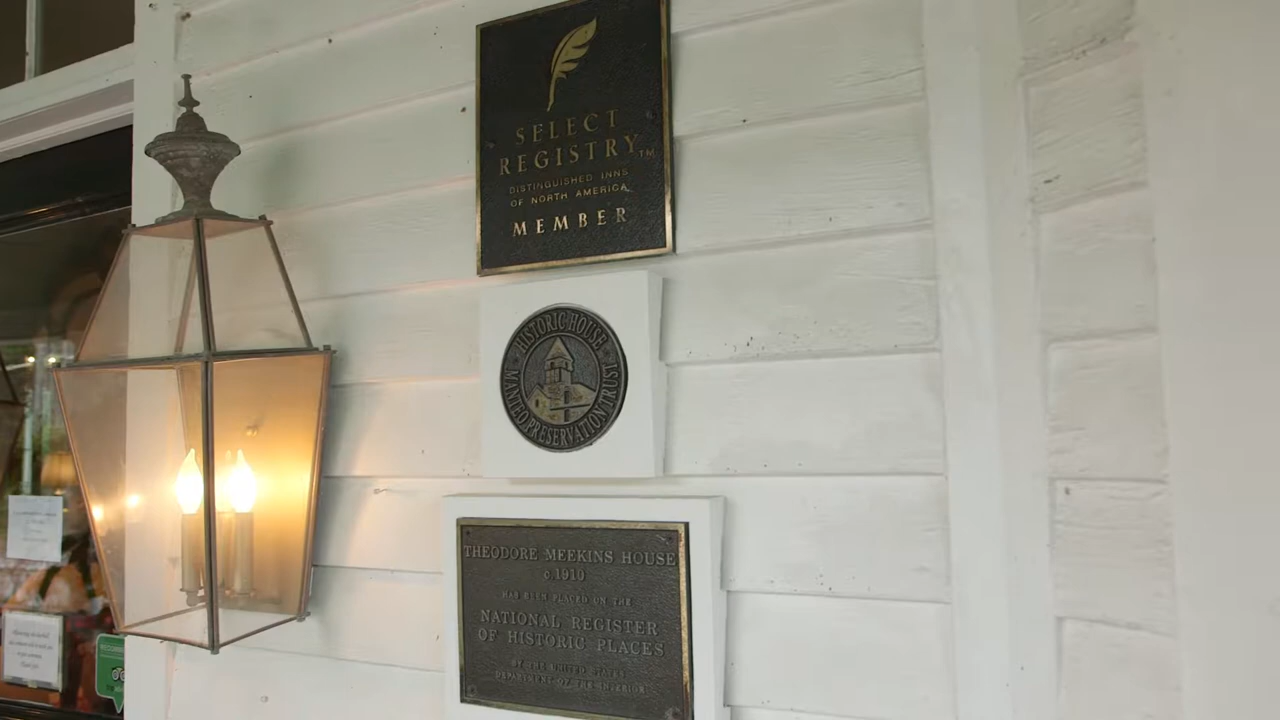 SELECT
REGISTRY™
DISTINGUISHED INNS
OF NORTH AMERICA
MEMBER
HISTORIC HOUSE
MANTEO PRESERVATION TRUST
THEODORE MEEKINS HOUSE
c.1910
HAS BEEN PLACED ON THE
NATIONAL REGISTER
OF HISTORIC PLACES
BY THE UNITED STATES
DEPARTMENT OF THE INTERIOR